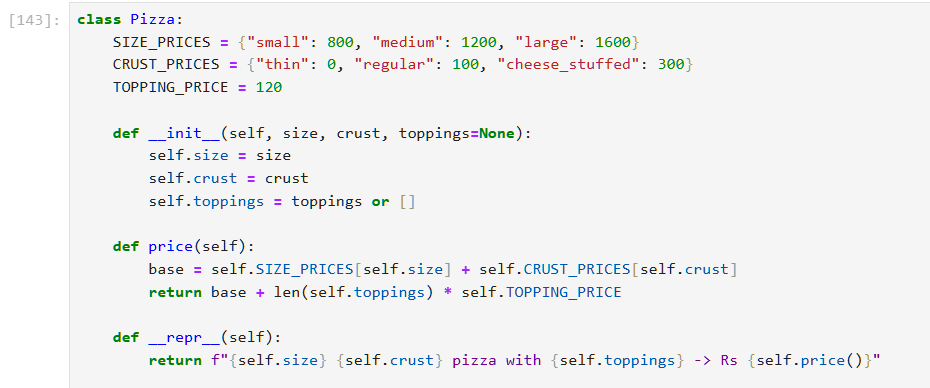 [143]:
class Pizza:
    SIZE_PRICES = {"small": 800, "medium": 1200, "large": 1600}
    CRUST_PRICES = {"thin": 0, "regular": 100, "cheese_stuffed": 300}
    TOPPING_PRICE = 120

    def __init__(self, size, crust, toppings=None):
        self.size = size
        self.crust = crust
        self.toppings = toppings or []

    def price(self):
        base = self.SIZE_PRICES[self.size] + self.CRUST_PRICES[self.crust]
        return base + len(self.toppings) * self.TOPPING_PRICE

    def __repr__(self):
        return f"{self.size} {self.crust} pizza with {self.toppings} -> Rs {self.price()}"